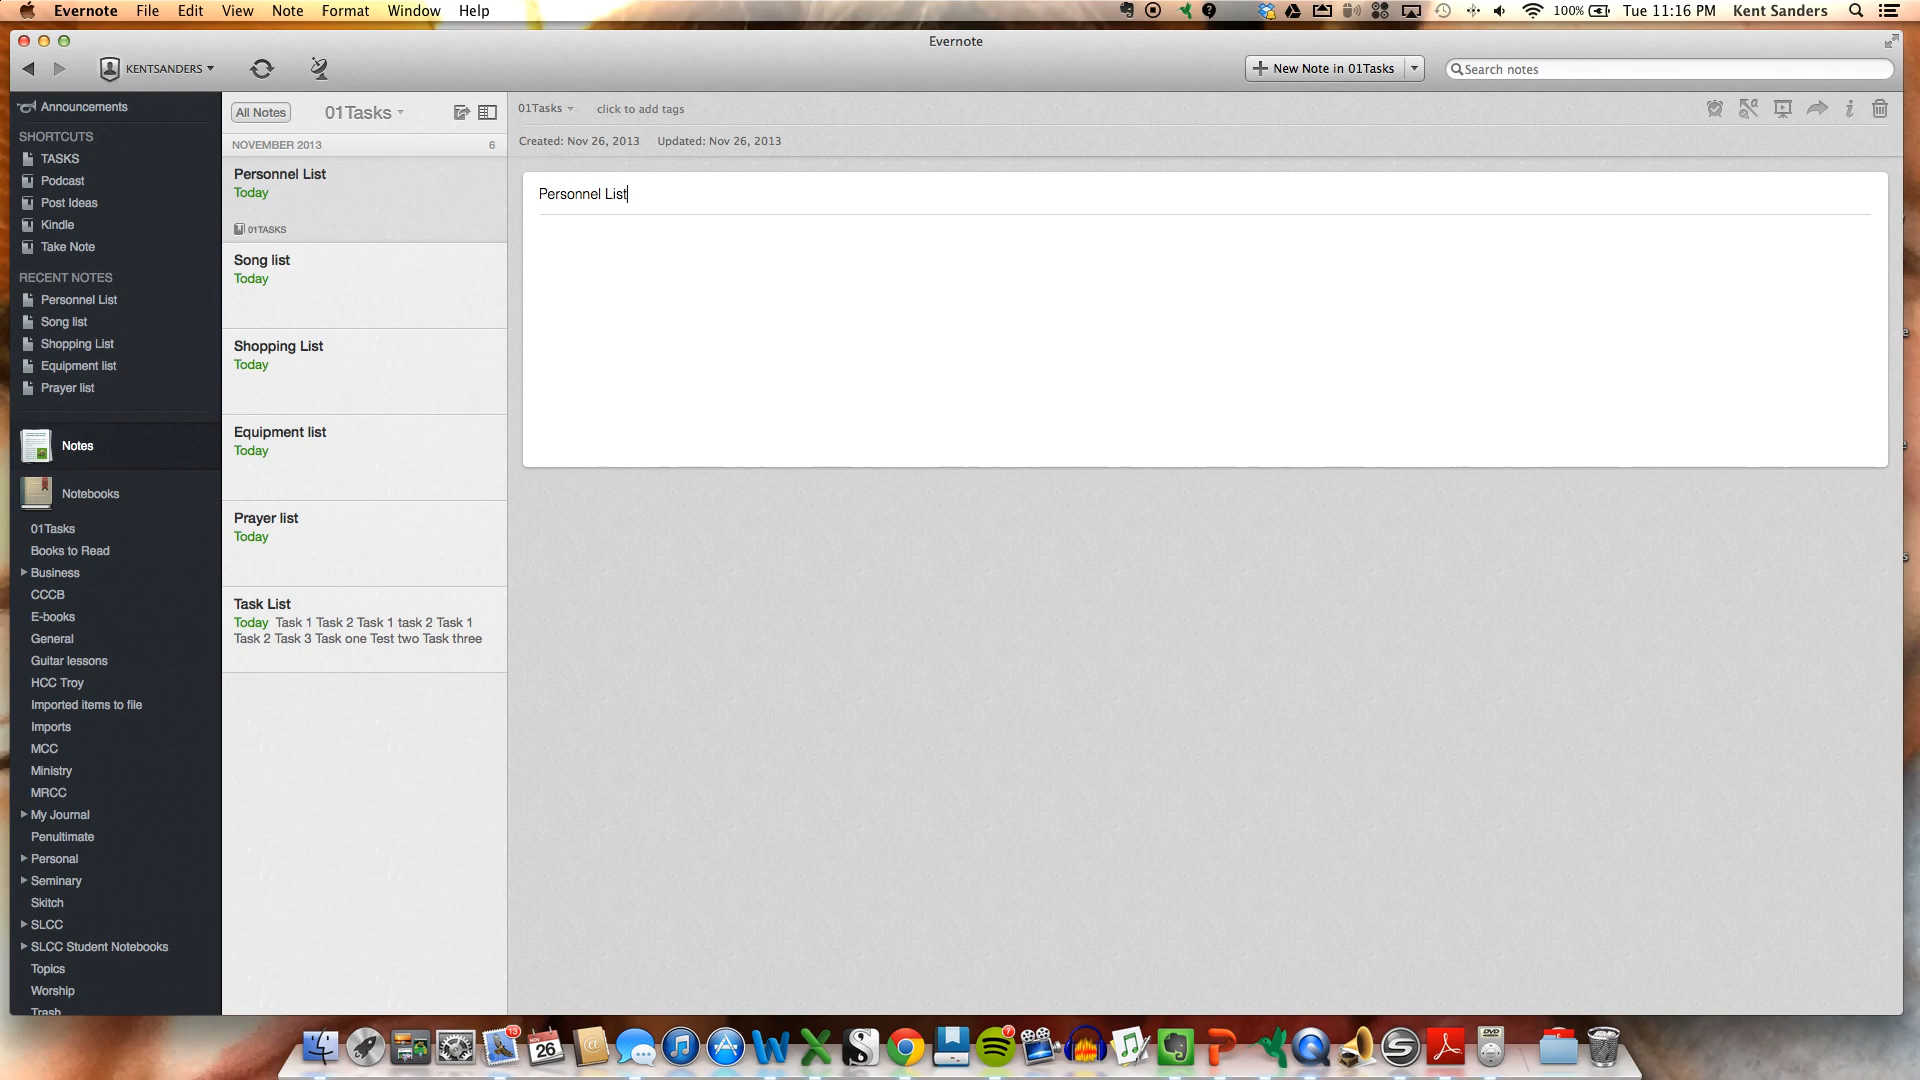 Evernote File Edit View Note Format Window Help 100% Tue 11:16 PM Kent Sanders
Evernote
KENTSANDERS New Note in 01Tasks Search notes
Announcements
SHORTCUTS
TASKS
Podcast
Post Ideas
Kindle
Take Note
RECENT NOTES
Personnel List
Song list
Shopping List
Equipment list
Prayer list
Notes
Notebooks
01Tasks
Books to Read
Business
CCCB
E-books
General
Guitar lessons
HCC Troy
Imported items to file
Imports
MCC
Ministry
MRCC
My Journal
Penultimate
Personal
Seminary
Skitch
SLCC
SLCC Student Notebooks
Topics
Worship
Trash
All Notes 01Tasks
NOVEMBER 2013 6
Personnel List
Today
01TASKS
Song list
Today
Shopping List
Today
Equipment list
Today
Prayer list
Today
Task List
Today Task 1 Task 2 Task 1 task 2 Task 1
Task 2 Task 3 Task one Test two Task three
01Tasks click to add tags
Created: Nov 26, 2013 Updated: Nov 26, 2013
Personnel List
13
NOV
26
7
DVD